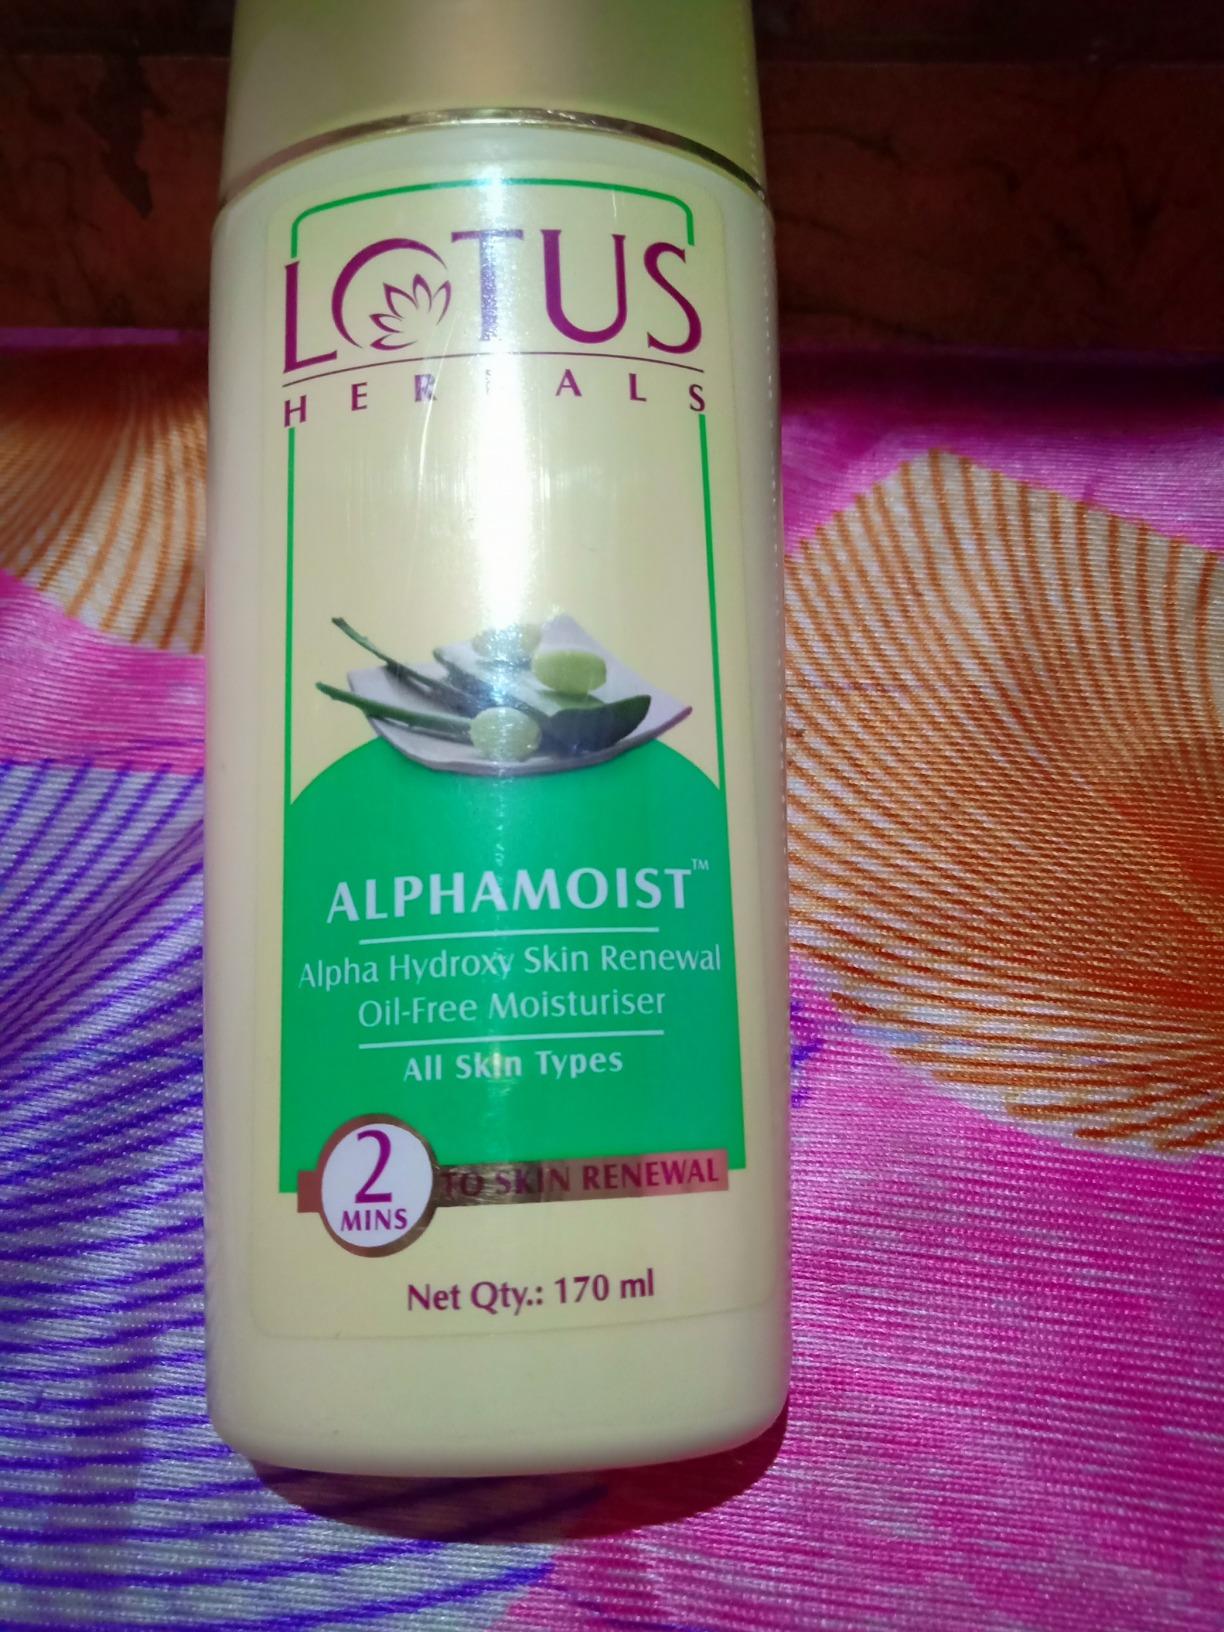 LOTUS
HERBALS
ALPHAMOIST™
Alpha Hydroxy Skin Renewal
Oil-Free Moisturiser
All Skin Types
2 MINS TO SKIN RENEWAL
Net Qty.: 170 ml